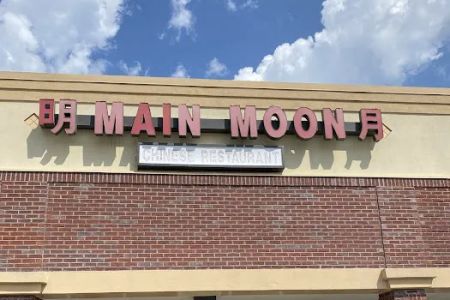 明 MAIN MOON 月
CHINESE RESTAURANT